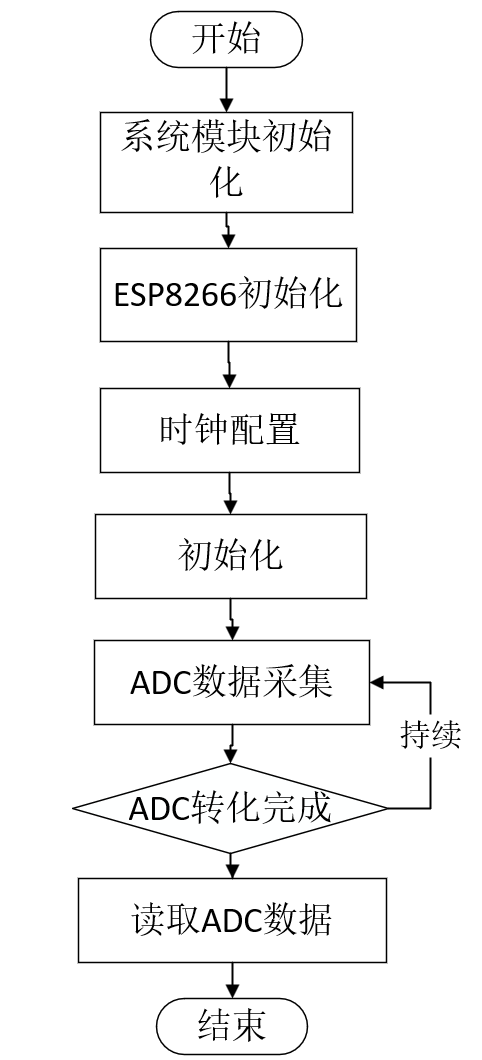 开始
系统模块初始
化
ESP8266初始化
时钟配置
初始化
ADC数据采集
持续
ADC转化完成
读取ADC数据
结束